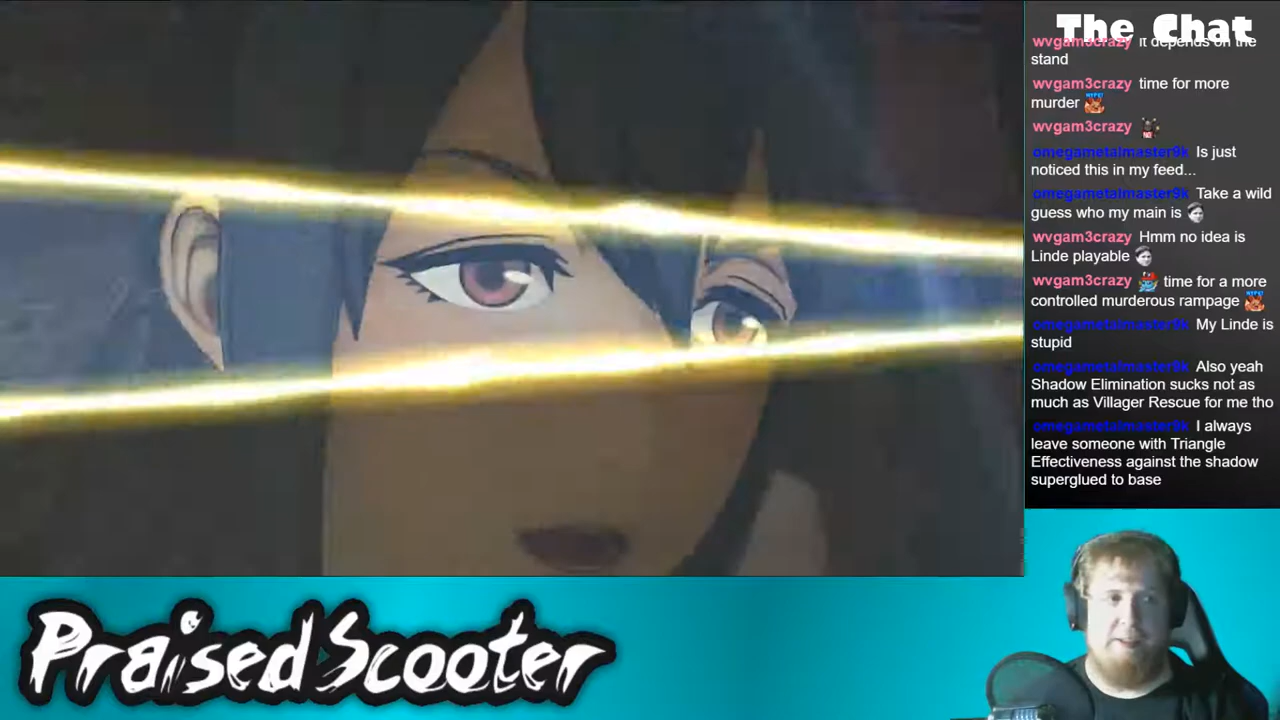 The Chat
wvgam3crazy it depends on the
stand
wvgam3crazy time for more
murder
wvgam3crazy
omegametalmaster9k Is just
noticed this in my feed...
omegametalmaster9k Take a wild
guess who my main is
wvgam3crazy Hmm no idea is
Linde playable
wvgam3crazy time for a more
controlled murderous rampage
omegametalmaster9k My Linde is
stupid
omegametalmaster9k Also yeah
Shadow Elimination sucks not as
much as Villager Rescue for me tho
omegametalmaster9k I always
leave someone with Triangle
Effectiveness against the shadow
superglued to base
PraisedScooter